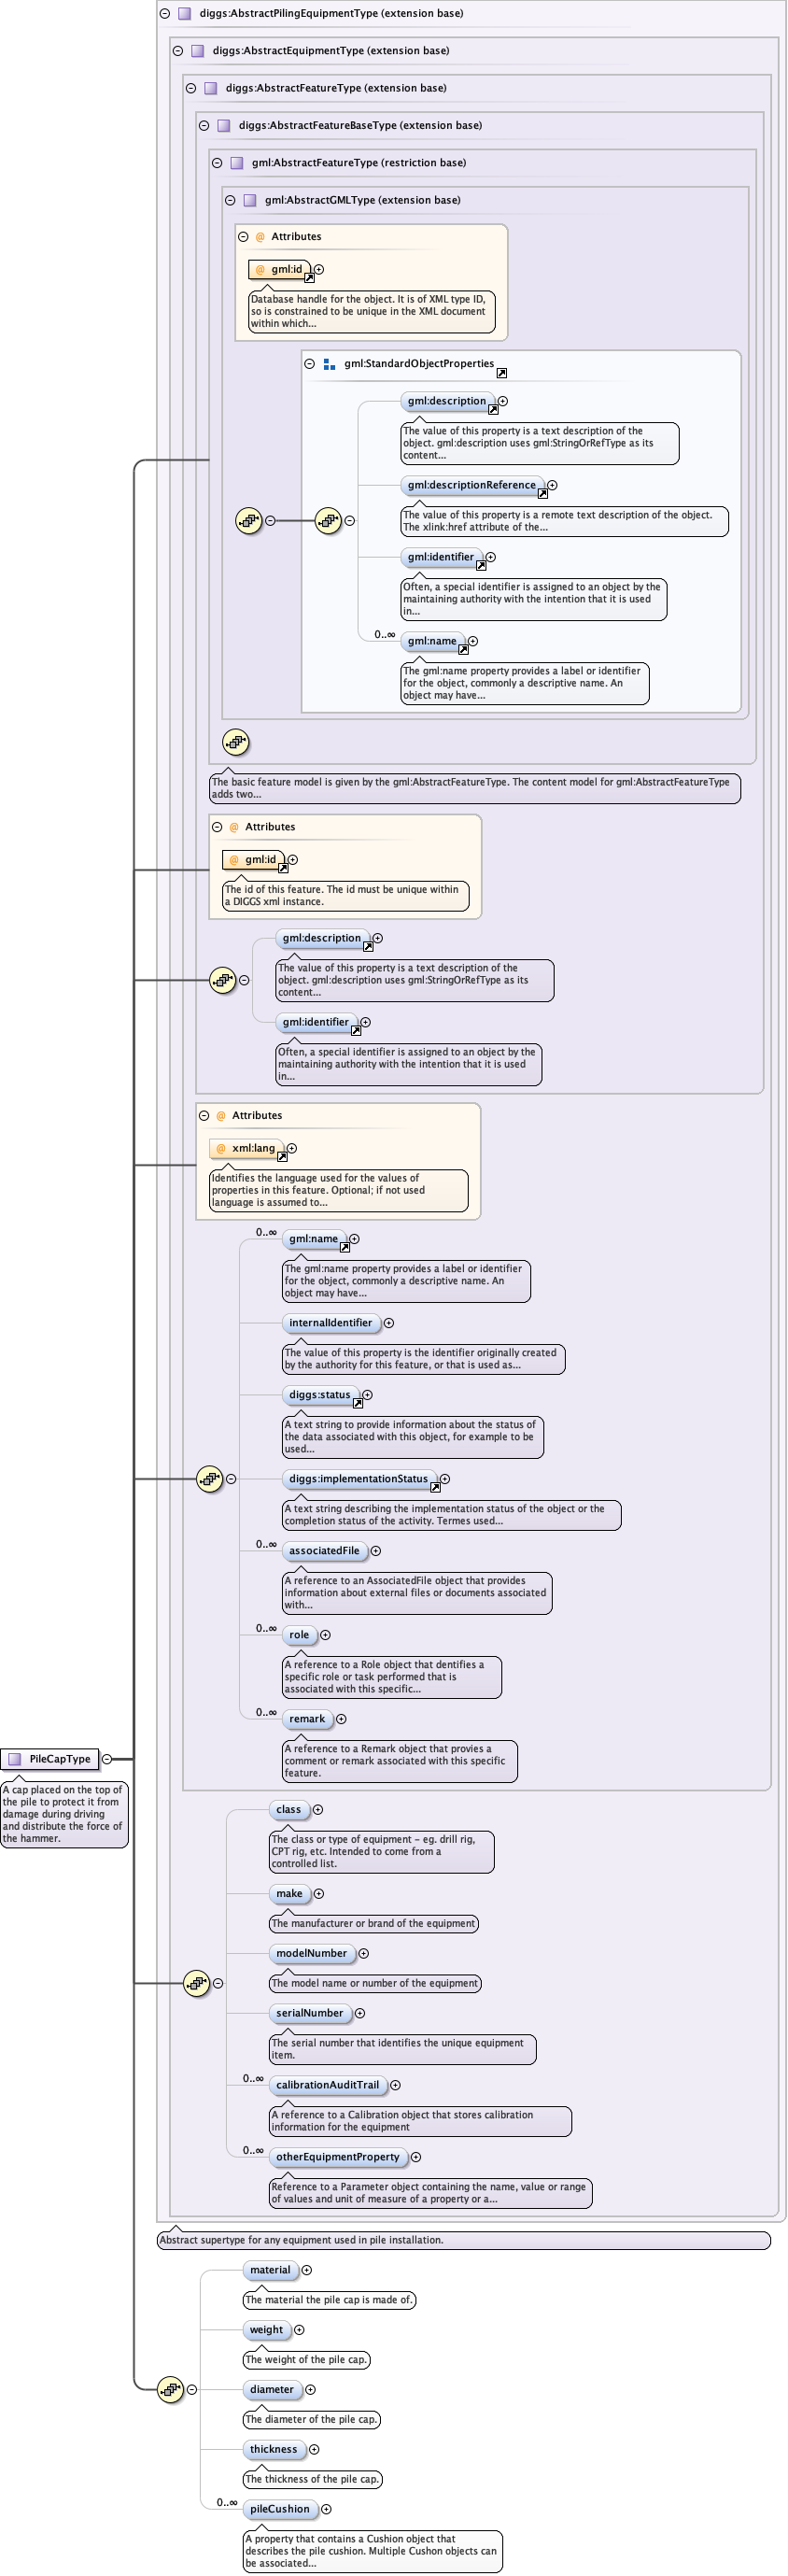 diggs:AbstractPilingEquipmentType (extension base)
diggs:AbstractEquipmentType (extension base)
diggs:AbstractFeatureType (extension base)
diggs:AbstractFeatureBaseType (extension base)
gml:AbstractFeatureType (restriction base)
gml:AbstractGMLType (extension base)
@ Attributes
@ gml:id
Database handle for the object. It is of XML type ID,
so is constrained to be unique in the XML document
within which...
gml:StandardObjectProperties
gml:description
The value of this property is a text description of the
object. gml:description uses gml:StringOrRefType as its
content...
gml:descriptionReference
The value of this property is a remote text description of the object.
The xlink:href attribute of the...
gml:identifier
Often, a special identifier is assigned to an object by the
maintaining authority with the intention that it is used
in...
0..∞
gml:name
The gml:name property provides a label or identifier
for the object, commonly a descriptive name. An
object may have...
The basic feature model is given by the gml:AbstractFeatureType. The content model for gml:AbstractFeatureType
adds two...
@ Attributes
@ gml:id
The id of this feature. The id must be unique within
a DIGGS xml instance.
gml:description
The value of this property is a text description of the
object. gml:description uses gml:StringOrRefType as its
content...
gml:identifier
Often, a special identifier is assigned to an object by the
maintaining authority with the intention that it is used
in...
@ Attributes
@ xml:lang
Identifies the language used for the values of
properties in this feature. Optional; if not used
language is assumed to...
0..∞
gml:name
The gml:name property provides a label or identifier
for the object, commonly a descriptive name. An
object may have...
internalIdentifier
The value of this property is the identifier originally created
by the authority for this feature, or that is used as...
diggs:status
A text string to provide information about the status of
the data associated with this object, for example to be
used...
diggs:implementationStatus
A text string describing the implementation status of the object or the
completion status of the activity. Termes used...
0..∞
associatedFile
A reference to an AssociatedFile object that provides
information about external files or documents associated
with...
0..∞
role
A reference to a Role object that dentifies a
specific role or task performed that is
associated with this specific...
0..∞
remark
A reference to a Remark object that provies a
comment or remark associated with this specific
feature.
PileCapType
A cap placed on the top of
the pile to protect it from
damage during driving
and distribute the force of
the hammer.
class
The class or type of equipment - eg. drill rig,
CPT rig, etc. Intended to come from a
controlled list.
make
The manufacturer or brand of the equipment
modelNumber
The model name or number of the equipment
serialNumber
The serial number that identifies the unique equipment
item.
0..∞
calibrationAuditTrail
A reference to a Calibration object that stores calibration
information for the equipment
0..∞
otherEquipmentProperty
Reference to a Parameter object containing the name, value or range
of values and unit of measure of a property or a...
Abstract supertype for any equipment used in pile installation.
material
The material the pile cap is made of.
weight
The weight of the pile cap.
diameter
The diameter of the pile cap.
thickness
The thickness of the pile cap.
0..∞
pileCushion
A property that contains a Cushion object that
describes the pile cushion. Multiple Cushon objects can
be associated...